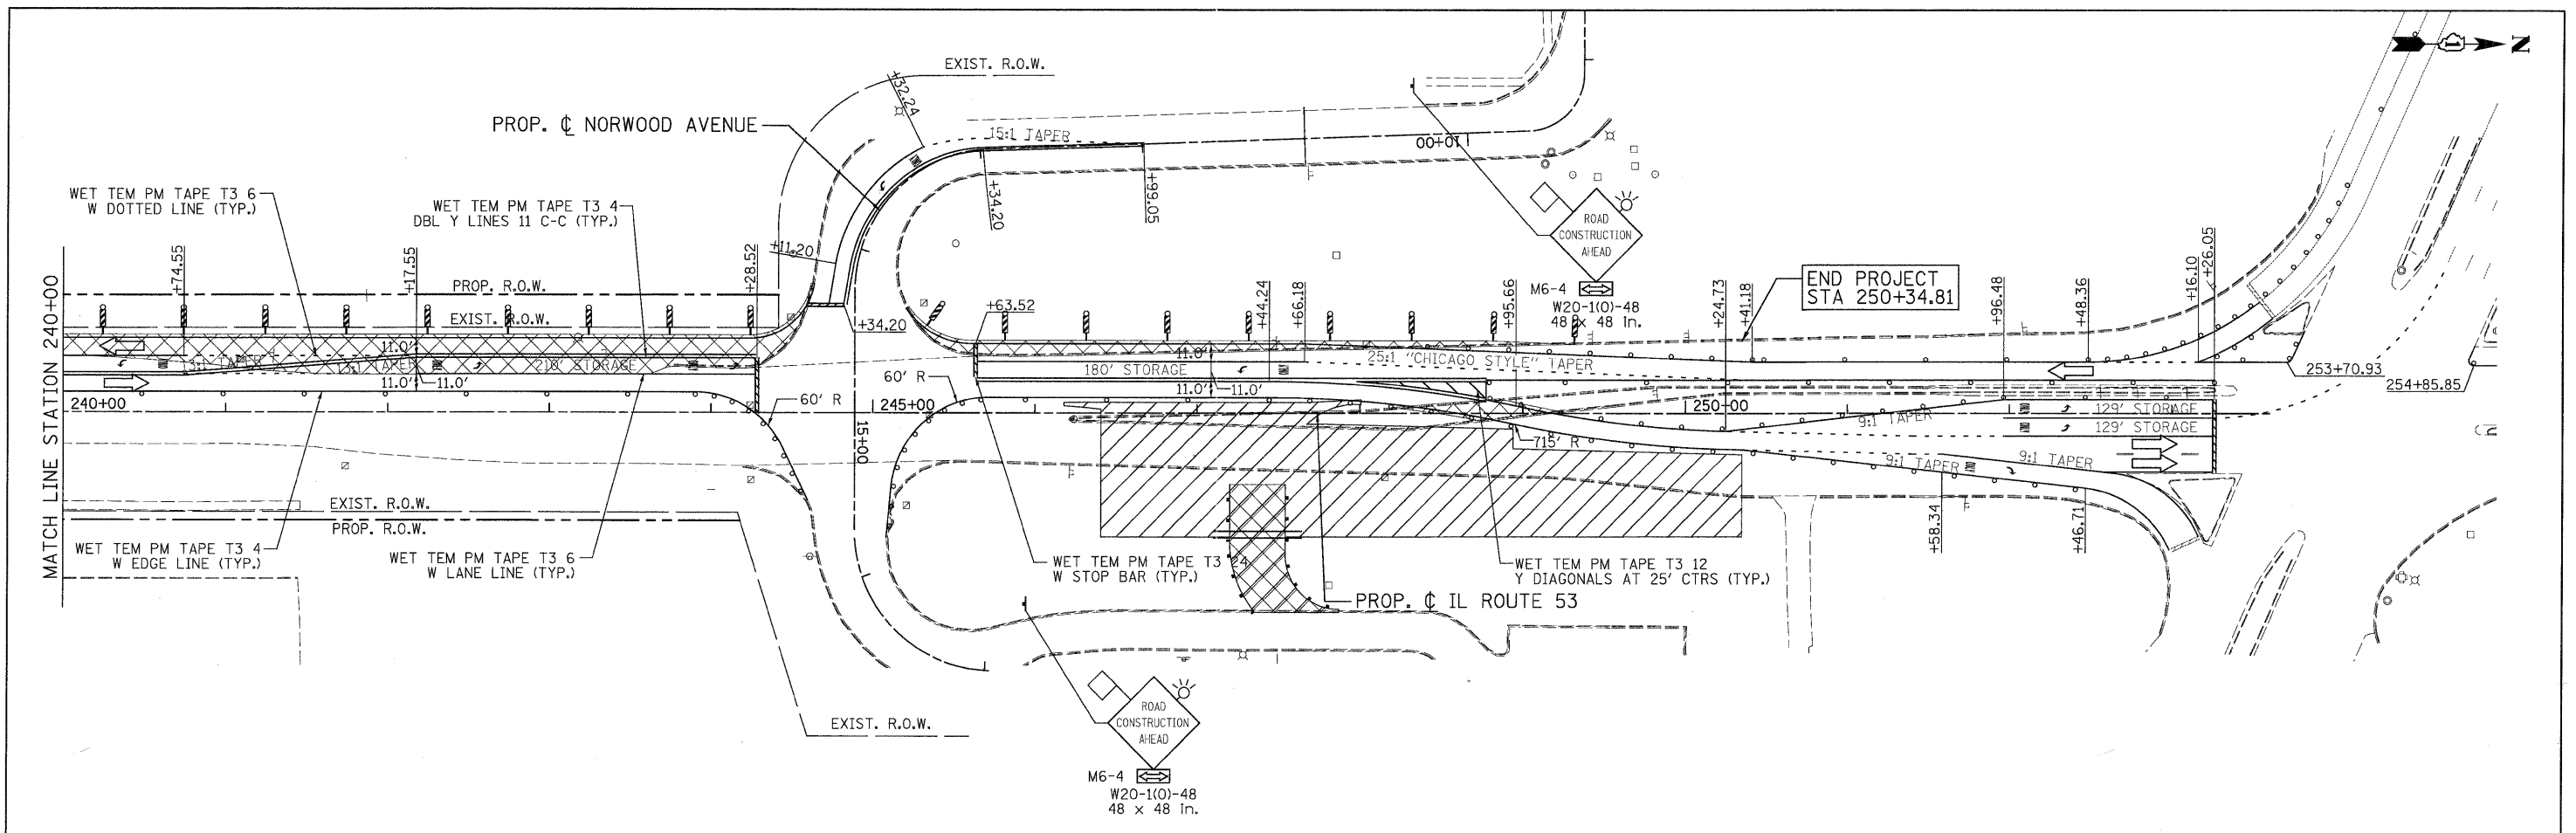 EXIST. R.O.W.
N
1
PROP. ℄ NORWOOD AVENUE
+32.24
15:1 TAPER
10+00
WET TEM PM TAPE T3 6
W DOTTED LINE (TYP.)
WET TEM PM TAPE T3 4
DBL Y LINES 11 C-C (TYP.)
+34.20
+99.05
ROAD
CONSTRUCTION
AHEAD
M6-4
W20-1(O)-48
48 x 48 in.
MATCH LINE STATION 240+00
+74.55
+17.55
+28.52
+11.20
PROP. R.O.W.
EXIST. R.O.W.
+34.20
+63.52
+44.24
+66.18
+95.66
+24.73
+41.18
END PROJECT
STA 250+34.81
+96.48
+48.36
+16.10
+26.05
11.0'
13:1 TAPER
13:1 TAPER
210' STORAGE
11.0'
11.0'
11.0'
180' STORAGE
25:1 "CHICAGO STYLE" TAPER
11.0'
11.0'
253+70.93
254+85.85
240+00
60' R
60' R
245+00
15+00
250+00
715' R
9:1 TAPER
129' STORAGE
129' STORAGE
9:1 TAPER
9:1 TAPER
+58.34
+46.71
EXIST. R.O.W.
PROP. R.O.W.
WET TEM PM TAPE T3 4
W EDGE LINE (TYP.)
WET TEM PM TAPE T3 6
W LANE LINE (TYP.)
WET TEM PM TAPE T3 24
W STOP BAR (TYP.)
WET TEM PM TAPE T3 12
Y DIAGONALS AT 25' CTRS (TYP.)
PROP. ℄ IL ROUTE 53
EXIST. R.O.W.
ROAD
CONSTRUCTION
AHEAD
M6-4
W20-1(O)-48
48 x 48 in.